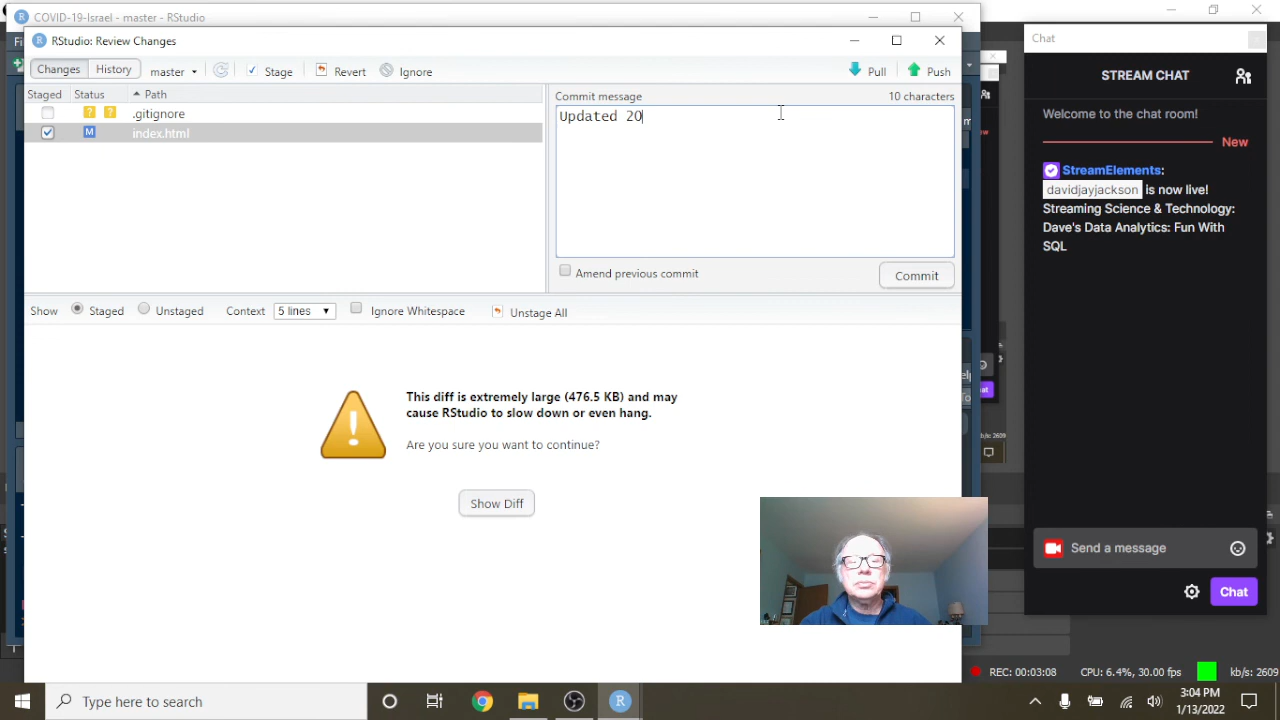 COVID-19-Israel - master - RStudio
RStudio: Review Changes
Changes History master Stage Revert Ignore Pull Push
Staged Status Path
.gitignore
M index.html
Commit message 10 characters
Updated 20
Amend previous commit Commit
Show Staged Unstaged Context 5 lines Ignore Whitespace Unstage All
This diff is extremely large (476.5 KB) and may
cause RStudio to slow down or even hang.
Are you sure you want to continue?
Show Diff
Chat
STREAM CHAT
Welcome to the chat room!
New
StreamElements:
davidjayjackson is now live!
Streaming Science & Technology:
Dave's Data Analytics: Fun With
SQL
Send a message
Chat
REC: 00:03:08 CPU: 6.4%, 30.00 fps kb/s: 2609
Type here to search
3:04 PM
1/13/2022